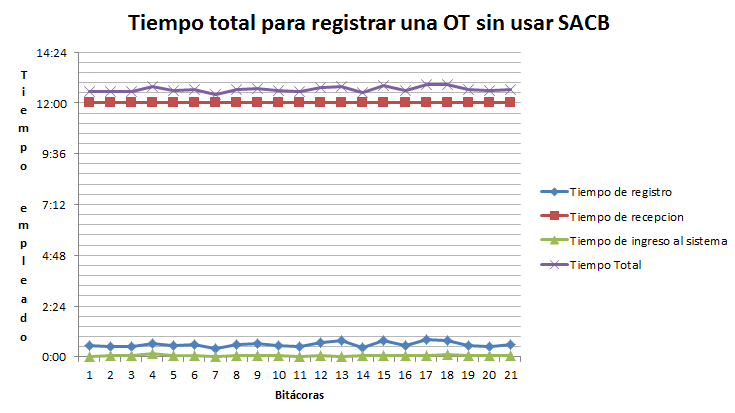 Tiempo total para registrar una OT sin usar SACB
Tiempo empleado
14:24
12:00
9:36
7:12
4:48
2:24
0:00
1 2 3 4 5 6 7 8 9 10 11 12 13 14 15 16 17 18 19 20 21
Bitácoras
Tiempo de registro
Tiempo de recepcion
Tiempo de ingreso al sistema
Tiempo Total